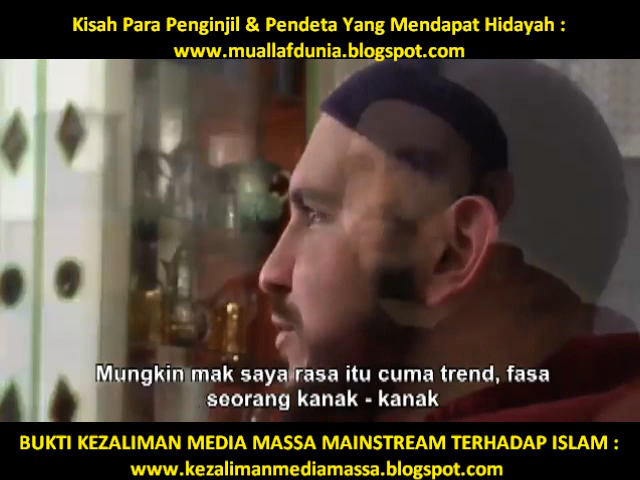 Kisah Para Penginjil & Pendeta Yang Mendapat Hidayah :
www.muallafdunia.blogspot.com
Mungkin mak saya rasa itu cuma trend, fasa
seorang kanak - kanak
BUKTI KEZALIMAN MEDIA MASSA MAINSTREAM TERHADAP ISLAM :
www.kezalimanmediamassa.blogspot.com